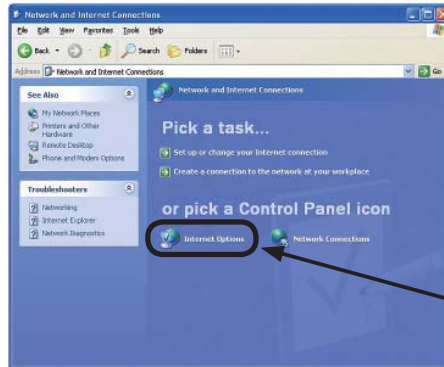 Network and Internet Connections
File Edit View Favorites Tools Help
Back Search Folders
Address Network and Internet Connections Go
See Also
My Network Places
Printers and Other
Hardware
Remote Desktop
Phone and Modem Options
Troubleshooters
Networking
Internet Explorer
Network Diagnostics
Network and Internet Connections
Pick a task...
Set up or change your Internet connection
Create a connection to the network at your workplace
or pick a Control Panel icon
Internet Options Network Connections